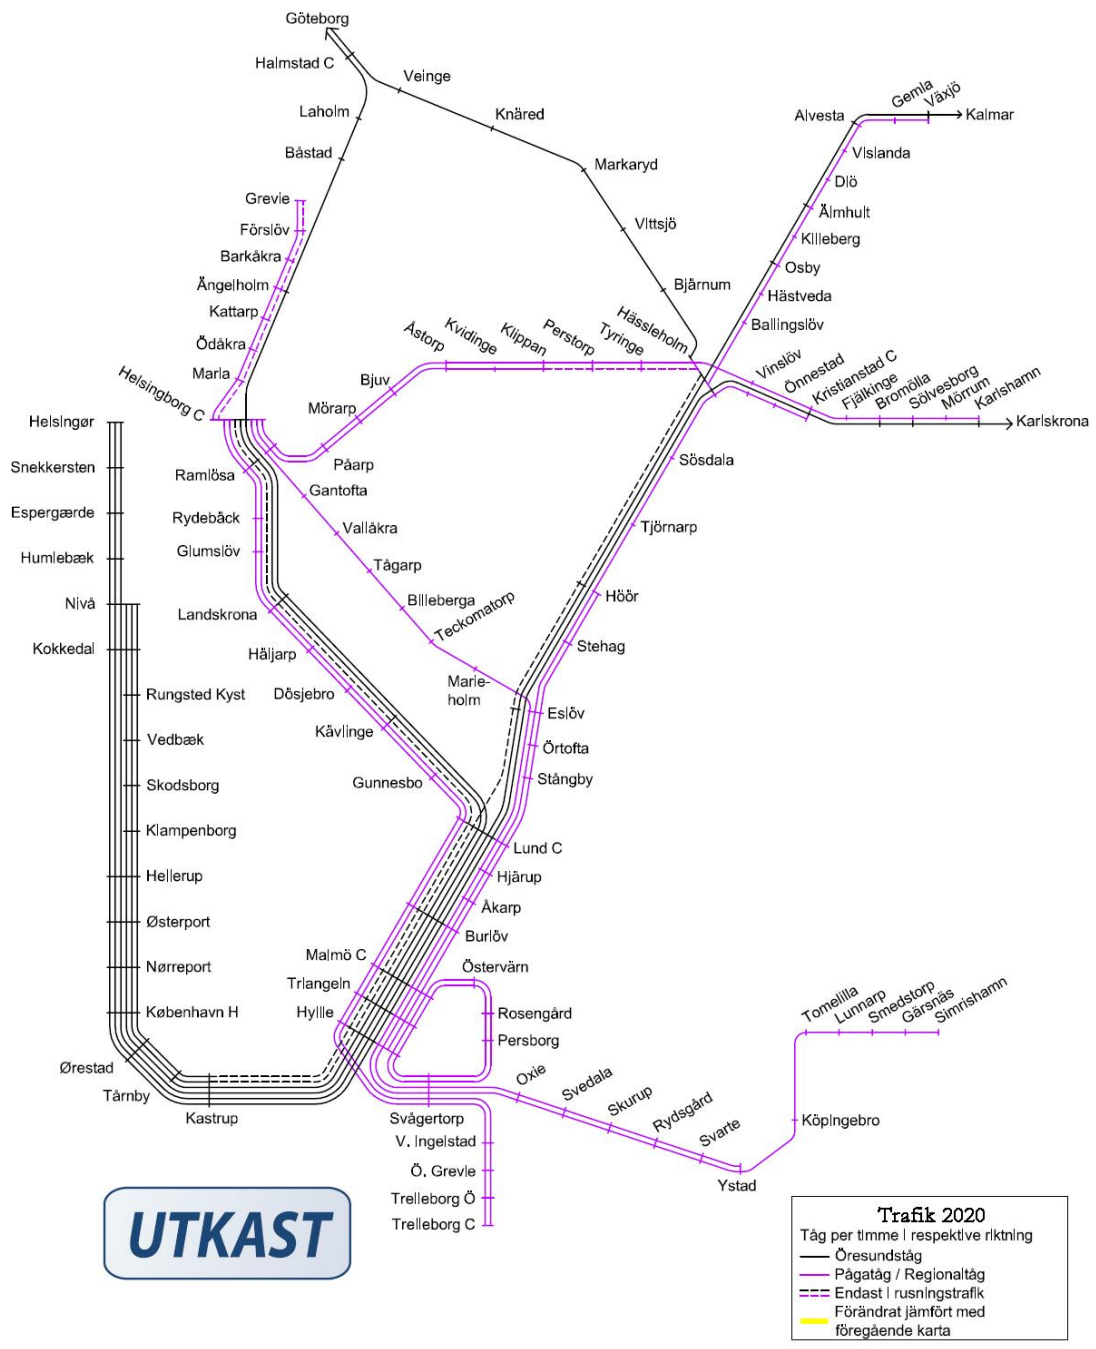 Göteborg
Halmstad C
Veinge
Laholm
Knäred
Båstad
Markaryd
Grevie
Förslöv
Vittsjö
Barkåkra
Ängelholm
Bjärnum
Kattarp
Ödåkra
Hässleholm
Marla
Helsingborg C
Alvesta
Gemla
Växjö
Kalmar
Vislanda
Diö
Älmhult
Killeberg
Osby
Hästveda
Ballingslöv
Åstorp
Kvidinge
Klippan
Perstorp
Tyringe
Bjuv
Mörarp
Påarp
Vinslöv
Önnestad
Kristianstad C
Fjälkinge
Bromölla
Sölvesborg
Mörrum
Karlshamn
Karlskrona
Helsingør
Snekkersten
Espergærde
Humlebæk
Nivå
Kokkedal
Rungsted Kyst
Vedbæk
Skodsborg
Klampenborg
Hellerup
Østerport
Nørreport
København H
Ørestad
Tårnby
Kastrup
Ramlösa
Rydebäck
Glumslöv
Landskrona
Häljarp
Dösjebro
Kävlinge
Gunnesbo
Gantofta
Vallåkra
Tågarp
Billeberga
Teckomatorp
Marie-
holm
Sösdala
Tjörnarp
Höör
Stehag
Eslöv
Örtofta
Stångby
Lund C
Hjärup
Åkarp
Burlöv
Malmö C
Triangeln
Hyllie
Östervärn
Rosengård
Persborg
Svågertorp
V. Ingelstad
Ö. Grevie
Trelleborg Ö
Trelleborg C
Oxie
Svedala
Skurup
Rydsgård
Svarte
Ystad
Köpingebro
Tomelilla
Lunnarp
Smedstorp
Gärsnäs
Simrishamn
UTKAST
Trafik 2020
Tåg per timme i respektive riktning
Öresundståg
Pågatåg / Regionaltåg
Endast i rusningstrafik
Förändrat jämfört med
föregående karta